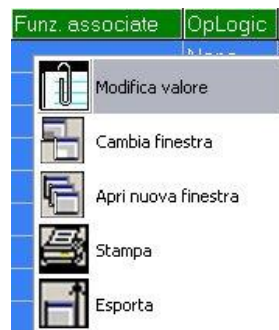 Funz. associate OpLogic
Modifica valore
Cambia finestra
Apri nuova finestra
Stampa
Esporta